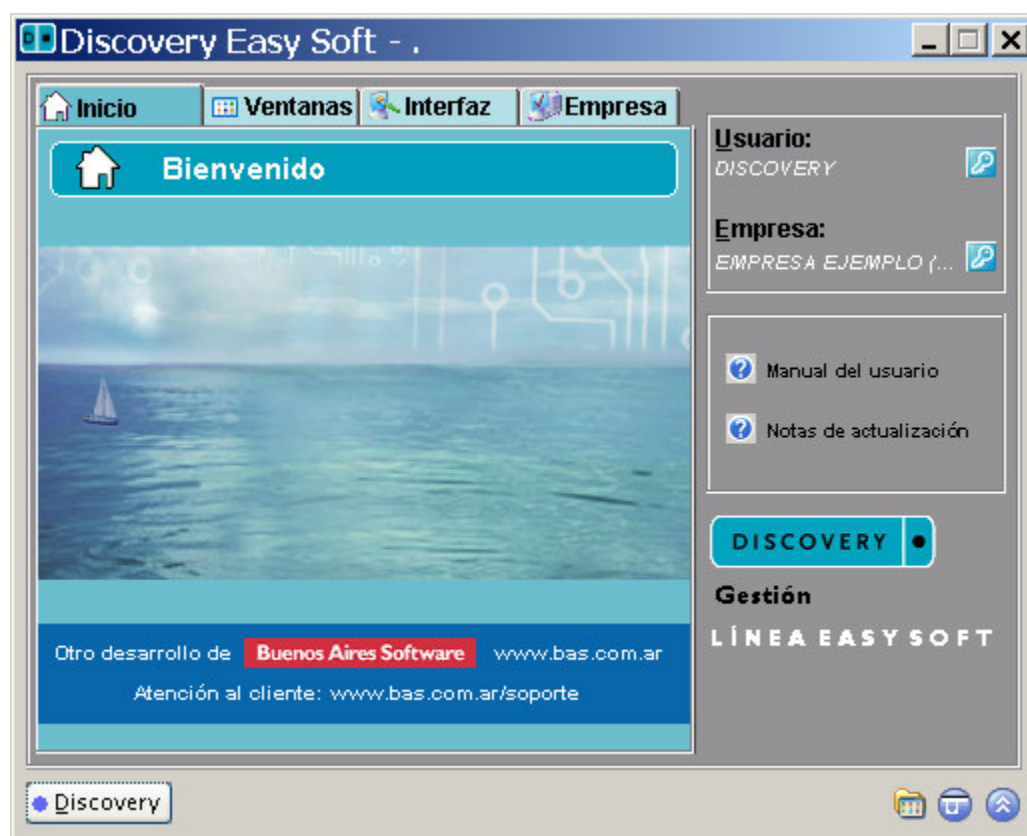 Discovery Easy Soft - .
Inicio
Ventanas
Interfaz
Empresa
Bienvenido
Usuario:
DISCOVERY
Empresa:
EMPRESA EJEMPLO (...
Manual del usuario
Notas de actualización
DISCOVERY
Gestión
LÍNEA EASY SOFT
Otro desarrollo de Buenos Aires Software www.bas.com.ar
Atención al cliente: www.bas.com.ar/soporte
Discovery